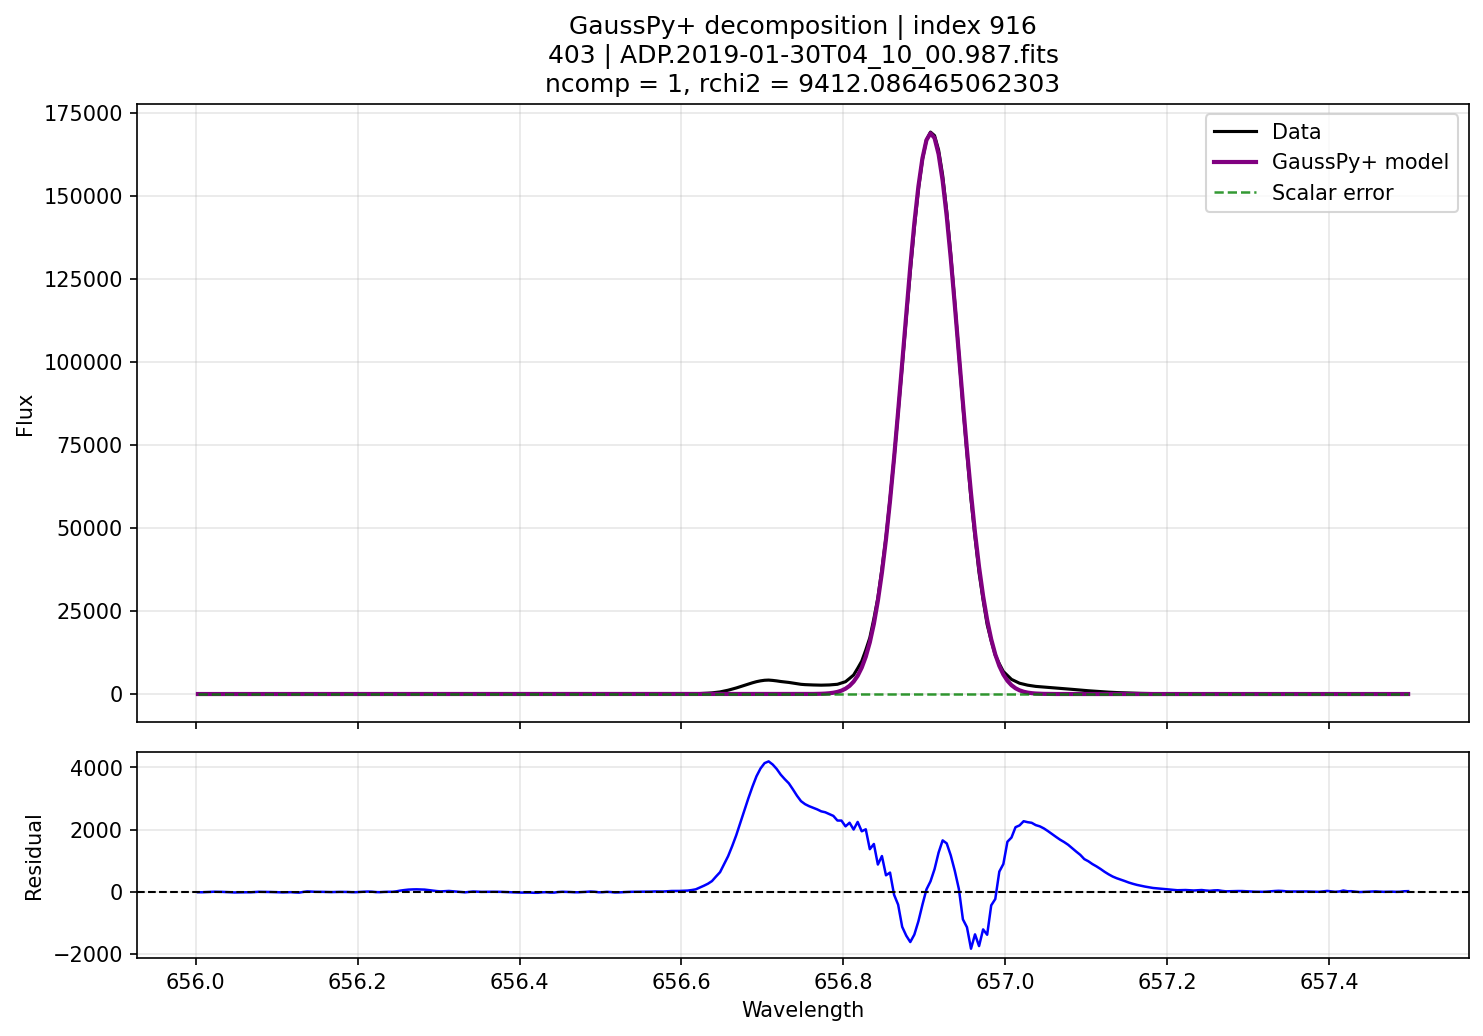 GaussPy+ decomposition | index 916
403 | ADP.2019-01-30T04_10_00.987.fits
ncomp = 1, rchi2 = 9412.086465062303
175000
150000
125000
100000
75000
50000
25000
0
Flux
Data
GaussPy+ model
Scalar error
4000
2000
0
−2000
Residual
656.0 656.2 656.4 656.6 656.8 657.0 657.2 657.4
Wavelength